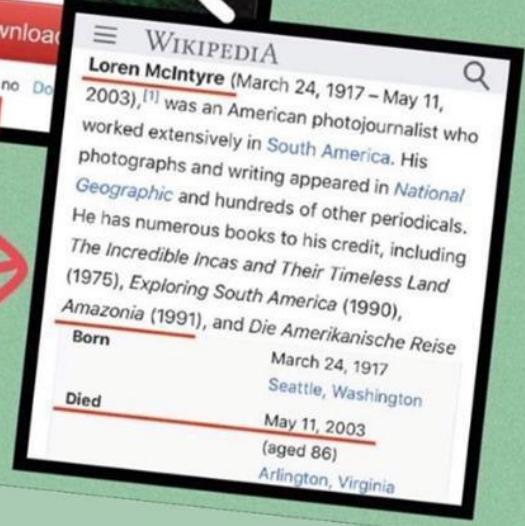 no Do
WIKIPEDIA
Loren McIntyre (March 24, 1917 – May 11,
2003),[1] was an American photojournalist who
worked extensively in South America. His
photographs and writing appeared in National
Geographic and hundreds of other periodicals.
He has numerous books to his credit, including
The Incredible Incas and Their Timeless Land
(1975), Exploring South America (1990),
Amazonia (1991), and Die Amerikanische Reise
Born
March 24, 1917
Seattle, Washington
Died
May 11, 2003
(aged 86)
Arlington, Virginia